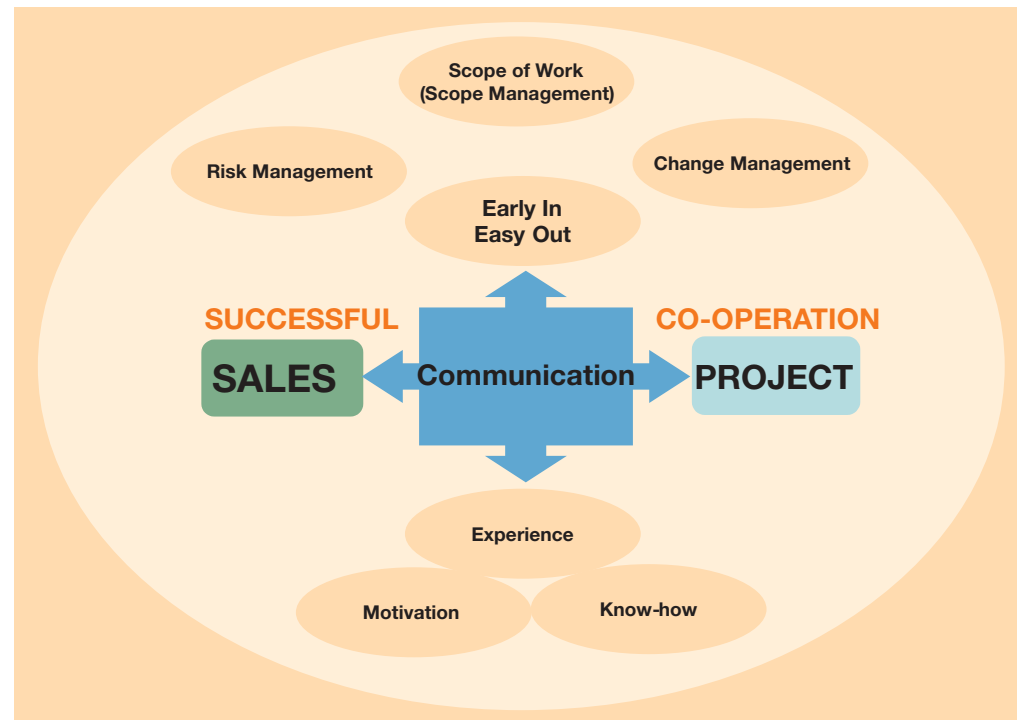 Scope of Work
(Scope Management)
Risk Management
Change Management
Early In
Easy Out
SUCCESSFUL
CO-OPERATION
SALES
Communication
PROJECT
Experience
Motivation
Know-how